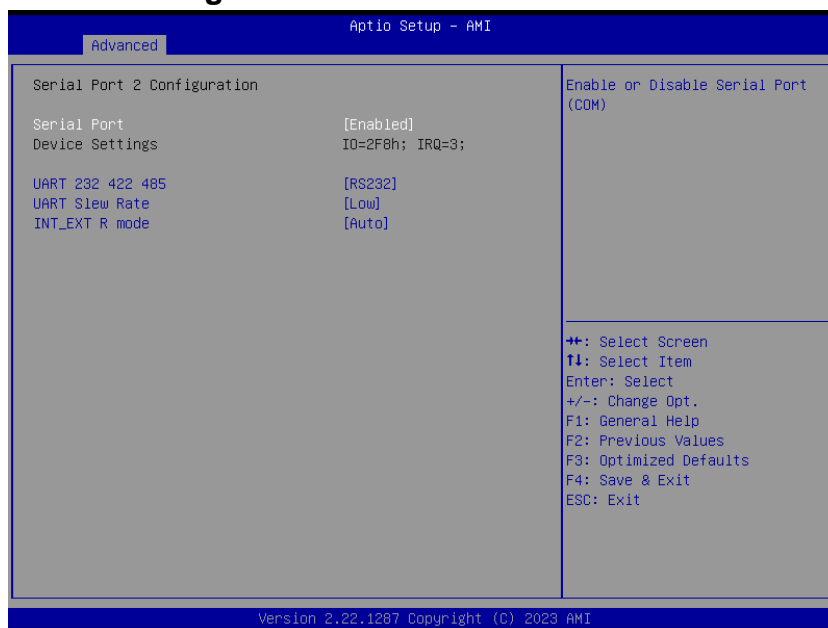 Aptio Setup – AMI
Advanced
Serial Port 2 Configuration
Serial Port [Enabled]
Device Settings IO=2F8h; IRQ=3;
UART 232 422 485 [RS232]
UART Slew Rate [Low]
INT_EXT R mode [Auto]
Enable or Disable Serial Port
(COM)
→←: Select Screen
↑↓: Select Item
Enter: Select
+/-: Change Opt.
F1: General Help
F2: Previous Values
F3: Optimized Defaults
F4: Save & Exit
ESC: Exit
Version 2.22.1287 Copyright (C) 2023 AMI